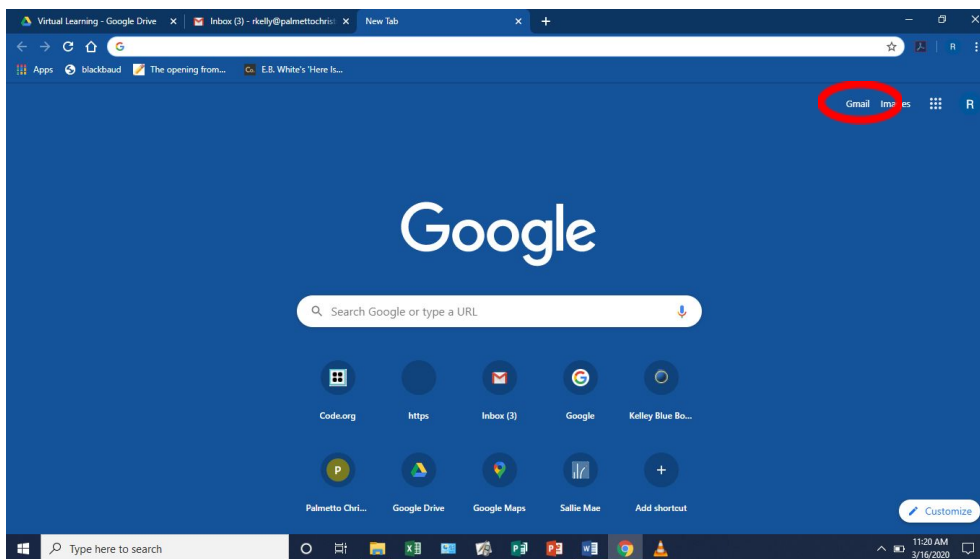 Virtual Learning - Google Drive
Inbox (3) - rkelly@palmettochrist
New Tab
G
R
Apps
blackbaud
The opening from...
E.B. White's 'Here Is...
Gmail
Images
R
Google
Search Google or type a URL
Code.org
https
Inbox (3)
Google
Kelley Blue Bo...
P
Palmetto Chri...
Google Drive
Google Maps
Sallie Mae
Add shortcut
Customize
Type here to search
11:20 AM
3/16/2020